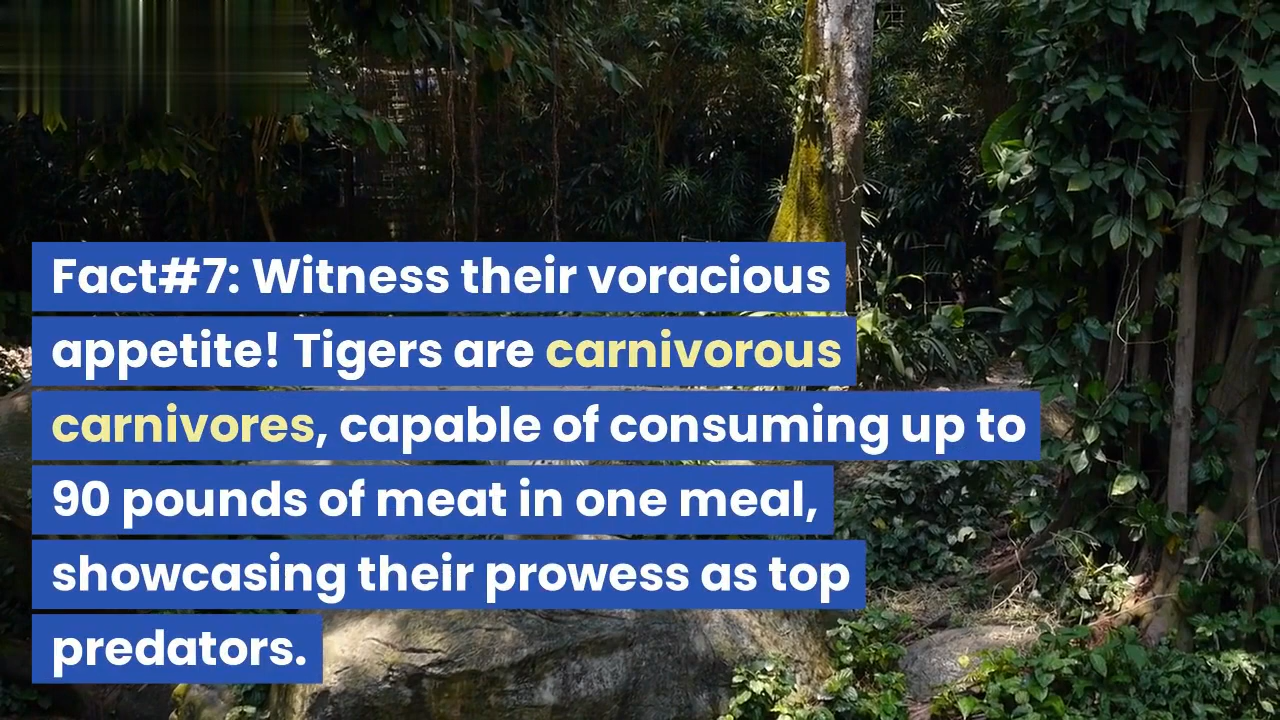 Fact#7: Witness their voracious
appetite! Tigers are carnivorous
carnivores, capable of consuming up to
90 pounds of meat in one meal,
showcasing their prowess as top
predators.